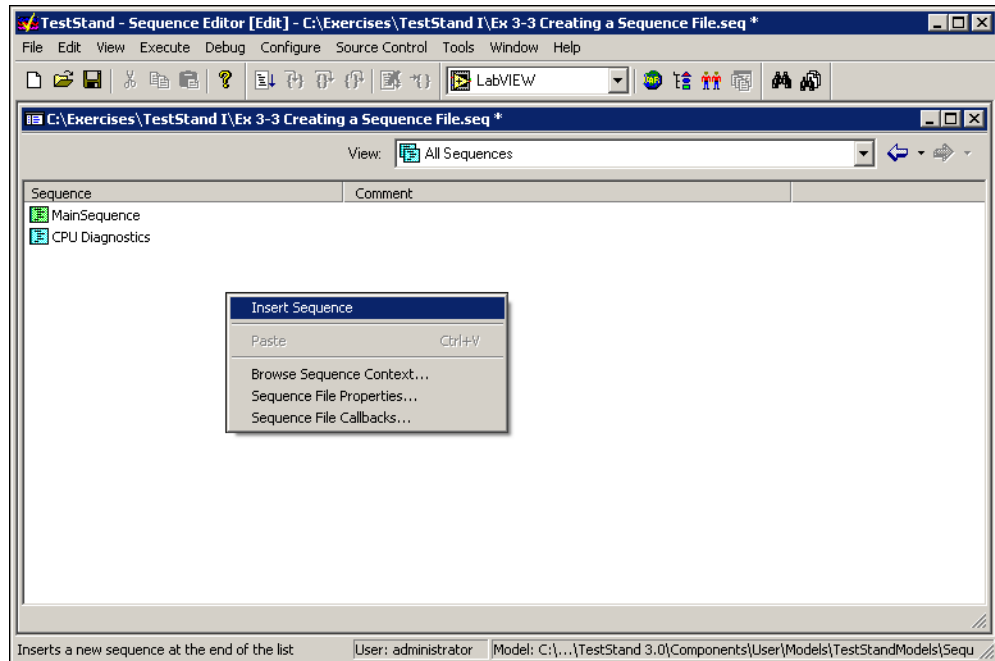 TestStand - Sequence Editor [Edit] - C:\Exercises\TestStand I\Ex 3-3 Creating a Sequence File.seq *
File Edit View Execute Debug Configure Source Control Tools Window Help
LabVIEW
C:\Exercises\TestStand I\Ex 3-3 Creating a Sequence File.seq *
View: All Sequences
Sequence Comment
MainSequence
CPU Diagnostics
Insert Sequence
Paste Ctrl+V
Browse Sequence Context...
Sequence File Properties...
Sequence File Callbacks...
Inserts a new sequence at the end of the list User: administrator Model: C:\...\TestStand 3.0\Components\User\Models\TestStandModels\Sequ